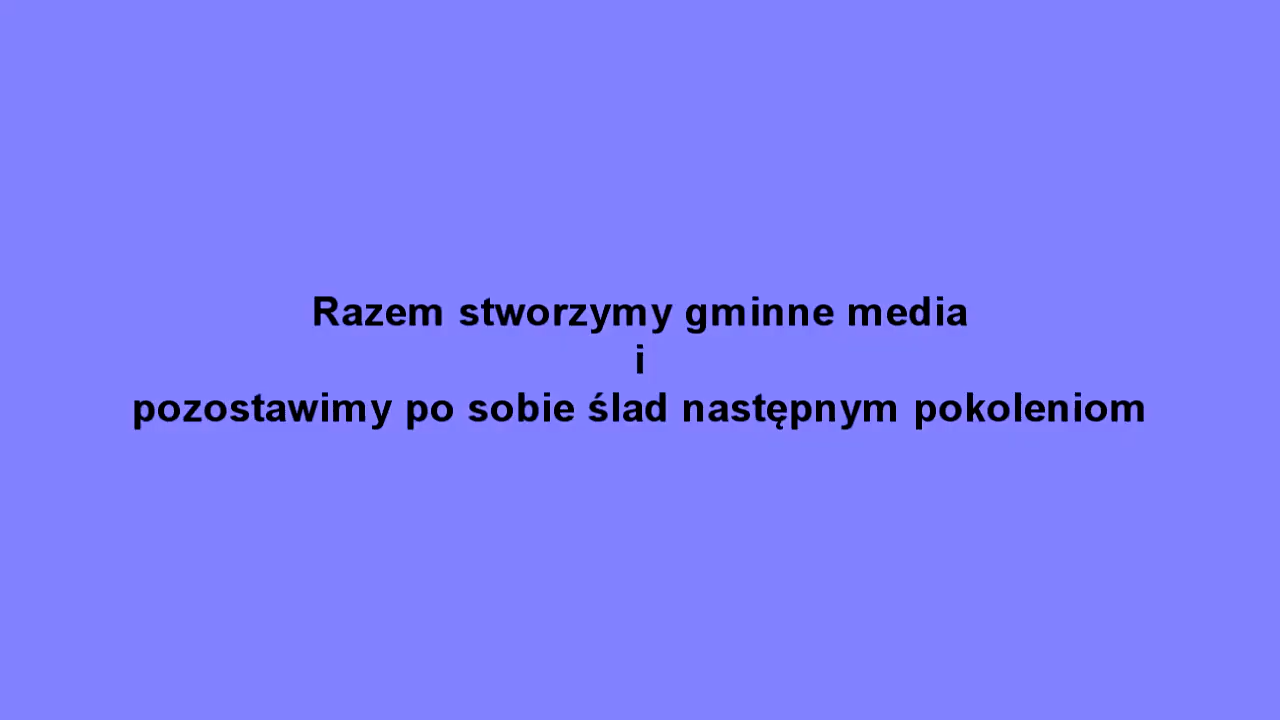 Razem stworzymy gminne media
i
pozostawimy po sobie ślad następnym pokoleniom